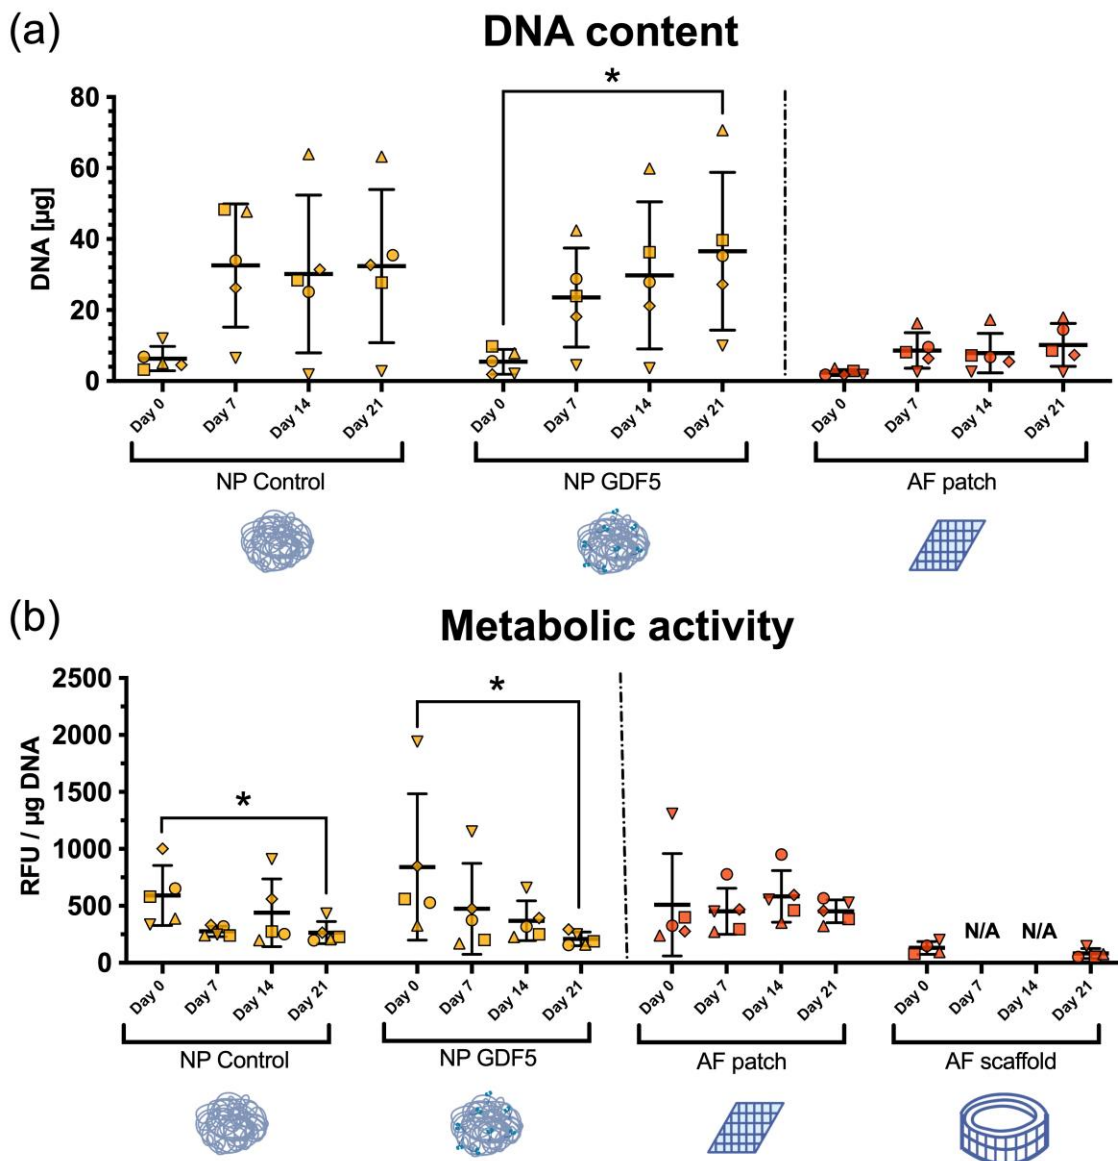 (a)
DNA content
*
DNA [µg]
80
60
40
20
0
Day 0
Day 7
Day 14
Day 21
Day 0
Day 7
Day 14
Day 21
Day 0
Day 7
Day 14
Day 21
NP Control
NP GDF5
AF patch
(b)
Metabolic activity
*
*
RFU / µg DNA
2500
2000
1500
1000
500
0
N/A
N/A
Day 0
Day 7
Day 14
Day 21
Day 0
Day 7
Day 14
Day 21
Day 0
Day 7
Day 14
Day 21
Day 0
Day 7
Day 14
Day 21
NP Control
NP GDF5
AF patch
AF scaffold